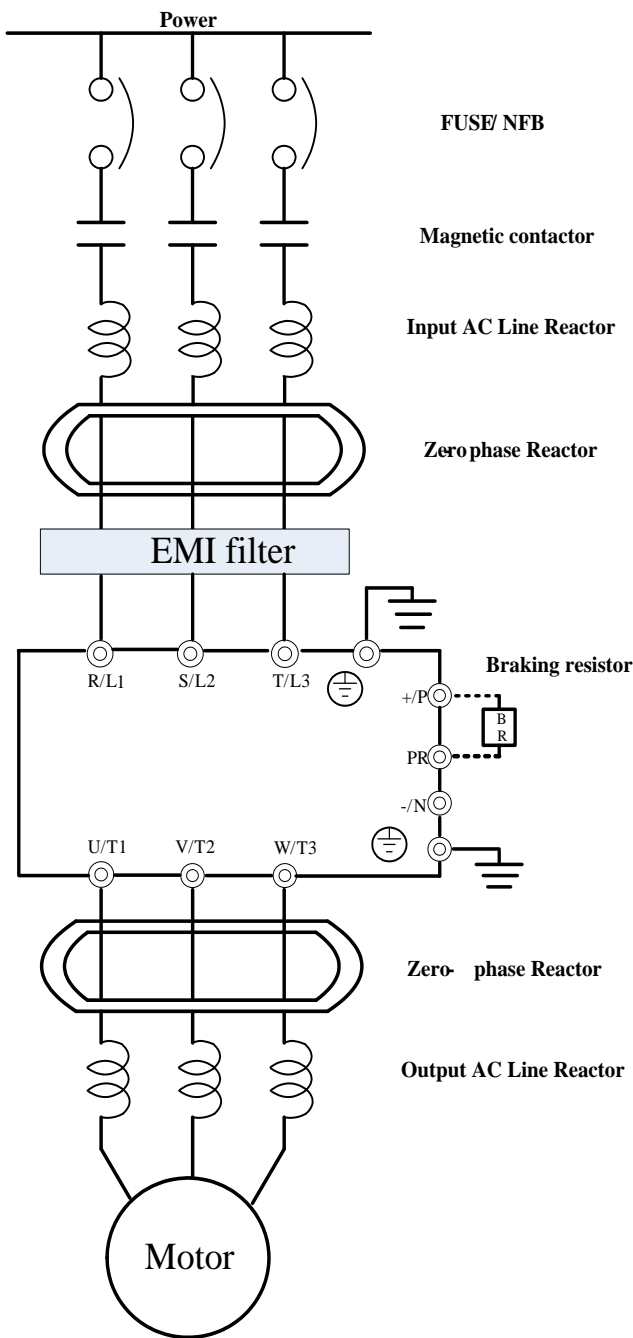 Power
FUSE/ NFB
Magnetic contactor
Input AC Line Reactor
Zero-phase Reactor
EMI filter
R/L1 S/L2 T/L3
Braking resistor
+/P
B
R
PR
-/N
U/T1 V/T2 W/T3
Zero- phase Reactor
Output AC Line Reactor
Motor